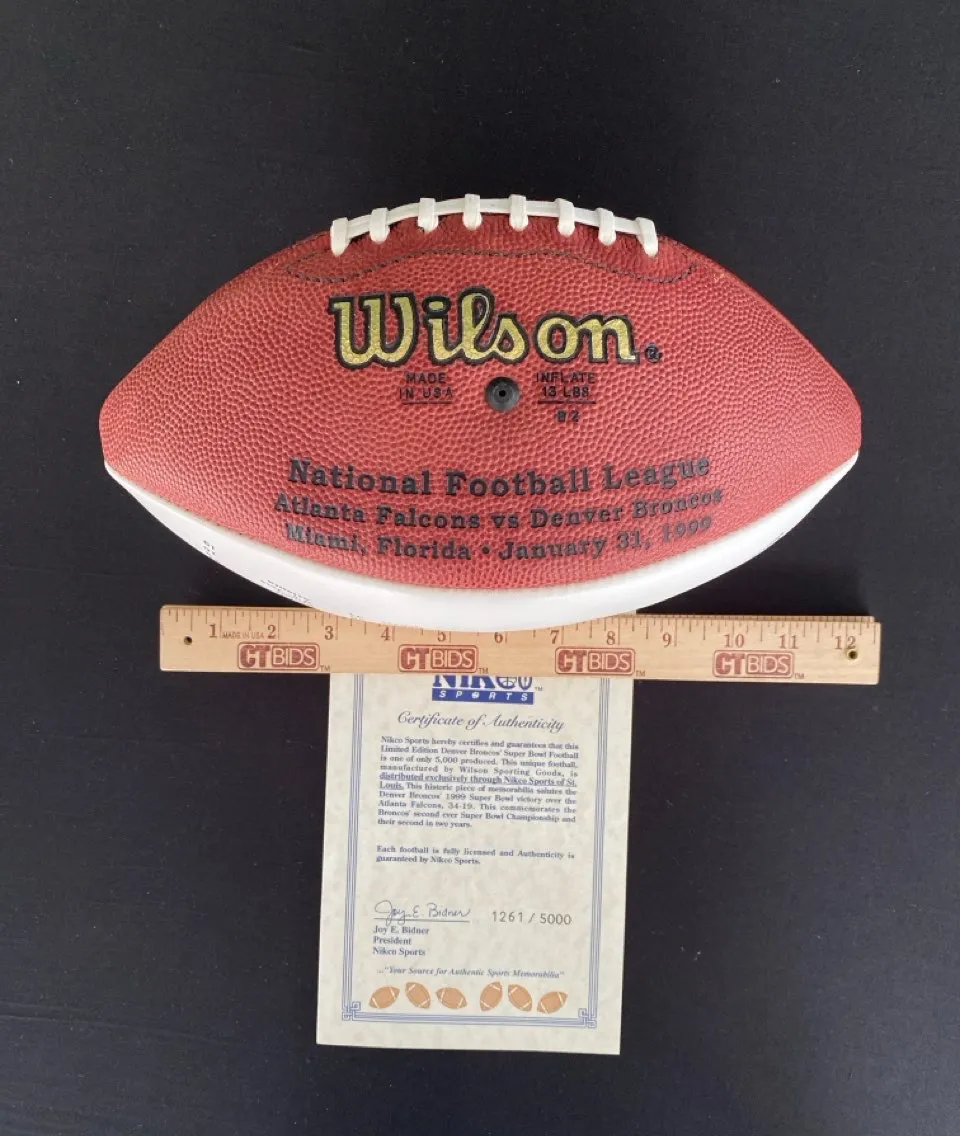 Wilson®
MADE
IN USA
INFLATE
13 LBS
National Football League
Atlanta Falcons vs Denver Broncos
Miami, Florida • January 31, 1999
1 MADE IN USA 2 3 4 5 6 7 8 9 10 11 12
CTBIDS™ CTBIDS™ CTBIDS™ CTBIDS™
NIKCO™
SPORTS
Certificate of Authenticity
Nikco Sports hereby certifies and guarantees that this
Limited Edition Denver Broncos' Super Bowl Football
is one of only 5,000 produced. This unique football,
manufactured by Wilson Sporting Goods, is
distributed exclusively through Nikco Sports of St.
Louis. This historic piece of memorabilia salutes the
Denver Broncos' 1999 Super Bowl victory over the
Atlanta Falcons, 34-19. This commemorates the
Broncos' second ever Super Bowl Championship and
their second in two years.
Each football is fully licensed and Authenticity is
guaranteed by Nikco Sports.
Joy E. Bidner 1261 / 5000
Joy E. Bidner
President
Nikco Sports
..."Your Source for Authentic Sports Memorabilia"